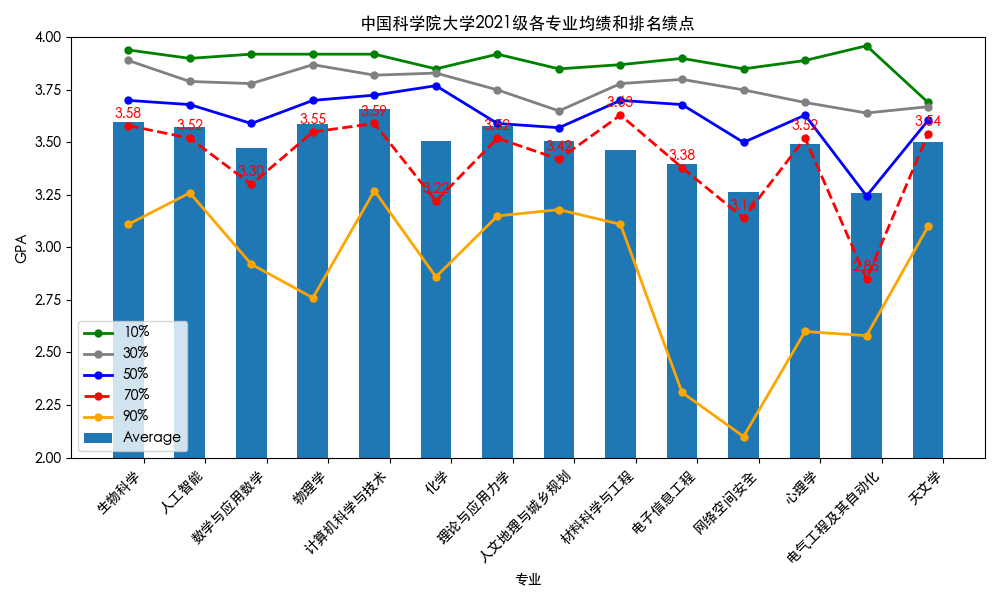 中国科学院大学2021级各专业均绩和排名绩点
GPA
4.00
3.75
3.50
3.25
3.00
2.75
2.50
2.25
2.00
3.58
3.52
3.30
3.55
3.59
3.22
3.52
3.42
3.63
3.38
3.14
3.52
2.85
3.54
10%
30%
50%
70%
90%
Average
生物科学
人工智能
数学与应用数学
物理学
计算机科学与技术
化学
理论与应用力学
人文地理与城乡规划
材料科学与工程
电子信息工程
网络空间安全
心理学
电气工程及其自动化
天文学
专业